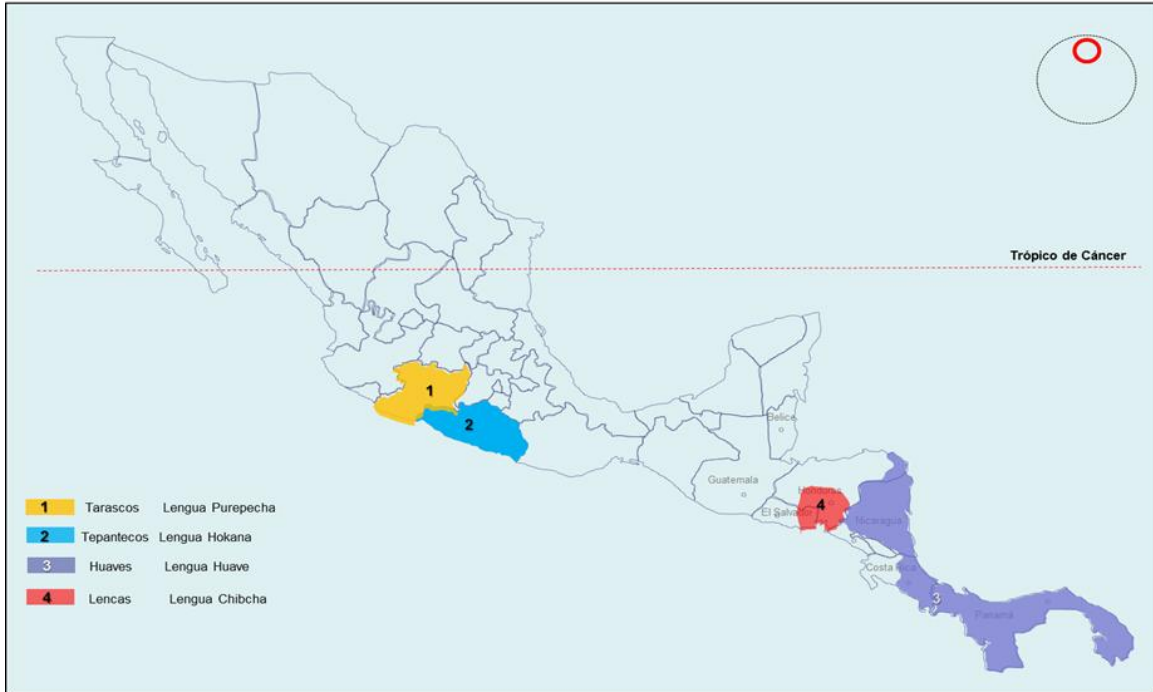 Trópico de Cáncer
1
2
Belice
Guatemala
Honduras
4
El Salvador
Nicaragua
Costa Rica
3
Panamá
1 Tarascos Lengua Purepecha
2 Tepantecos Lengua Hokana
3 Huaves Lengua Huave
4 Lencas Lengua Chibcha